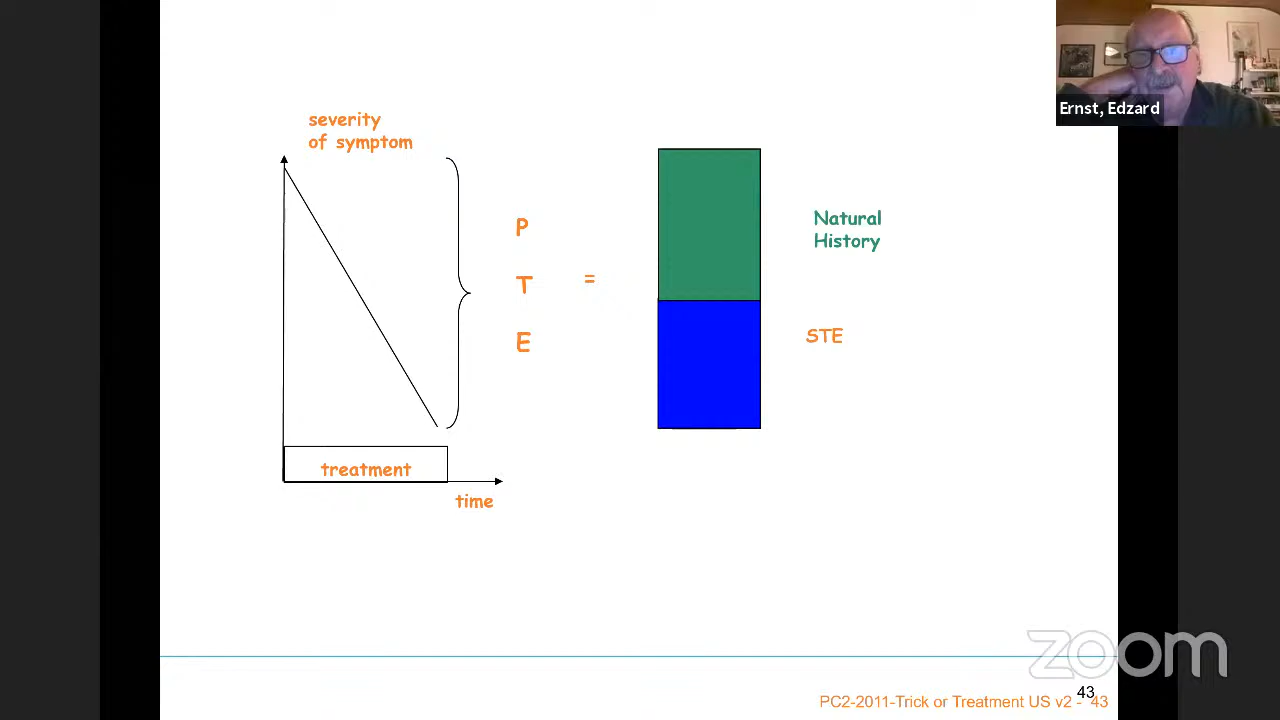 Ernst, Edzard
severity
of symptom
P
T
E
=
Natural
History
STE
treatment
time
zoom
43
PC2-2011-Trick or Treatment US v2 - 43